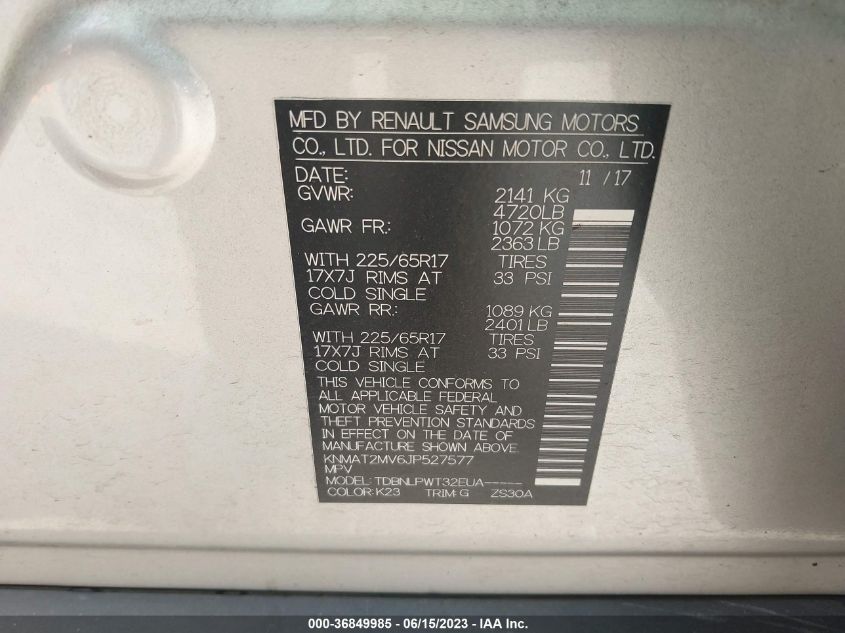 MFD BY RENAULT SAMSUNG MOTORS
CO., LTD. FOR NISSAN MOTOR CO., LTD.
DATE: 11 / 17
GVWR: 2141 KG
4720LB
GAWR FR.: 1072 KG
2363 LB
WITH 225/65R17 TIRES
17X7J RIMS AT 33 PSI
COLD SINGLE
GAWR RR.: 1089 KG
2401 LB
WITH 225/65R17 TIRES
17X7J RIMS AT 33 PSI
COLD SINGLE
THIS VEHICLE CONFORMS TO
ALL APPLICABLE FEDERAL
MOTOR VEHICLE SAFETY AND
THEFT PREVENTION STANDARDS
IN EFFECT ON THE DATE OF
MANUFACTURE SHOWN ABOVE.
KNMAT2MV6JP527577
MPV
MODEL: TDBNLPWT32EUA-----
COLOR: K23 TRIM: G ZS30A
000-36849985 - 06/15/2023 - IAA Inc.